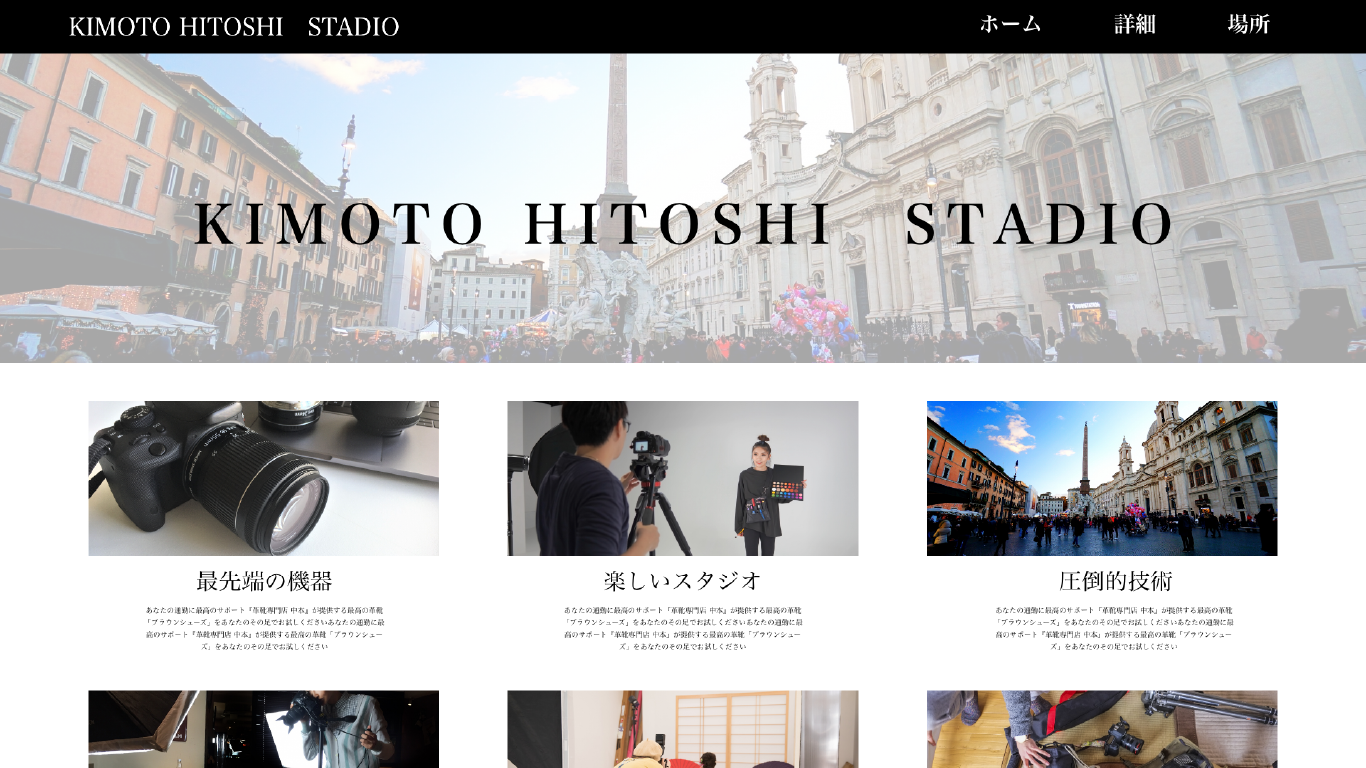 KIMOTO HITOSHI　STADIO
ホーム 詳細 場所
KIMOTO HITOSHI　STADIO
最先端の機器
あなたの通勤に最高のサポート『革靴専門店 中本』が提供する最高の革靴
「ブラウンシューズ」をあなたのその足でお試しくださいあなたの通勤に最
高のサポート『革靴専門店 中本』が提供する最高の革靴「ブラウンシュー
ズ」をあなたのその足でお試しください
楽しいスタジオ
あなたの通勤に最高のサポート『革靴専門店 中本』が提供する最高の革靴
「ブラウンシューズ」をあなたのその足でお試しくださいあなたの通勤に最
高のサポート『革靴専門店 中本』が提供する最高の革靴「ブラウンシュー
ズ」をあなたのその足でお試しください
圧倒的技術
あなたの通勤に最高のサポート『革靴専門店 中本』が提供する最高の革靴
「ブラウンシューズ」をあなたのその足でお試しくださいあなたの通勤に最
高のサポート『革靴専門店 中本』が提供する最高の革靴「ブラウンシュー
ズ」をあなたのその足でお試しください